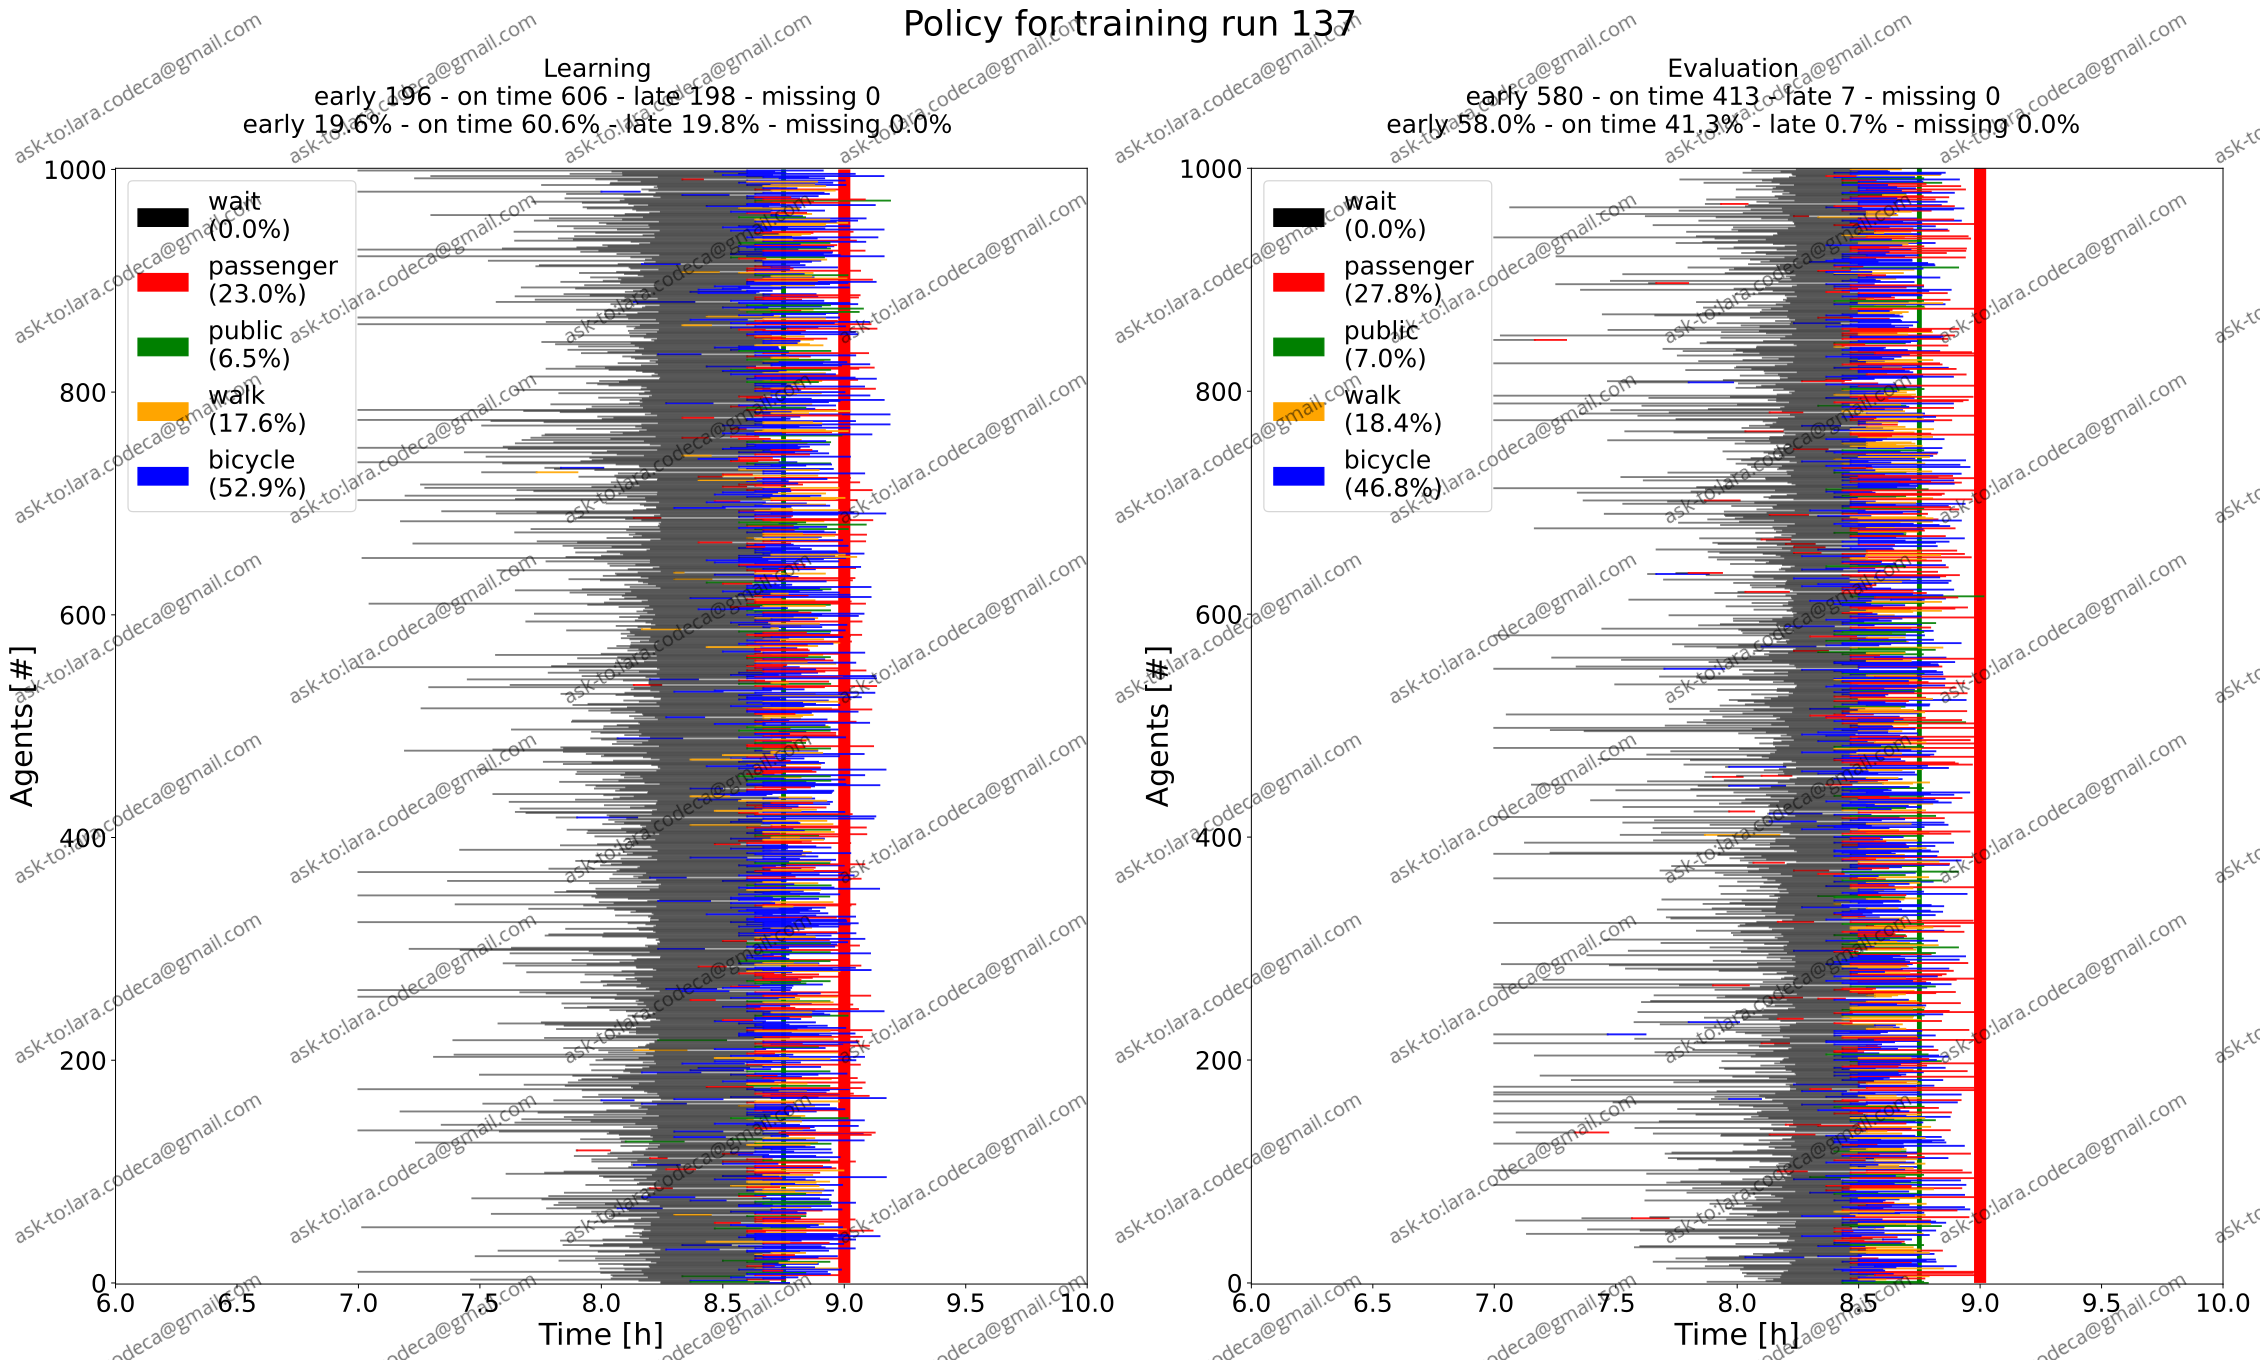 Policy for training run 137
Learning
early 196 - on time 606 - late 198 - missing 0
early 19.6% - on time 60.6% - late 19.8% - missing 0.0%
Evaluation
early 580 - on time 413 - late 7 - missing 0
early 58.0% - on time 41.3% - late 0.7% - missing 0.0%
Agents [#]
1000
800
600
400
200
0
wait
(0.0%)
passenger
(23.0%)
public
(6.5%)
walk
(17.6%)
bicycle
(52.9%)
6.0 6.5 7.0 7.5 8.0 8.5 9.0 9.5 10.0
Time [h]
Agents [#]
1000
800
600
400
200
0
wait
(0.0%)
passenger
(27.8%)
public
(7.0%)
walk
(18.4%)
bicycle
(46.8%)
6.0 6.5 7.0 7.5 8.0 8.5 9.0 9.5 10.0
Time [h]
ask-to:lara.codeca@gmail.com